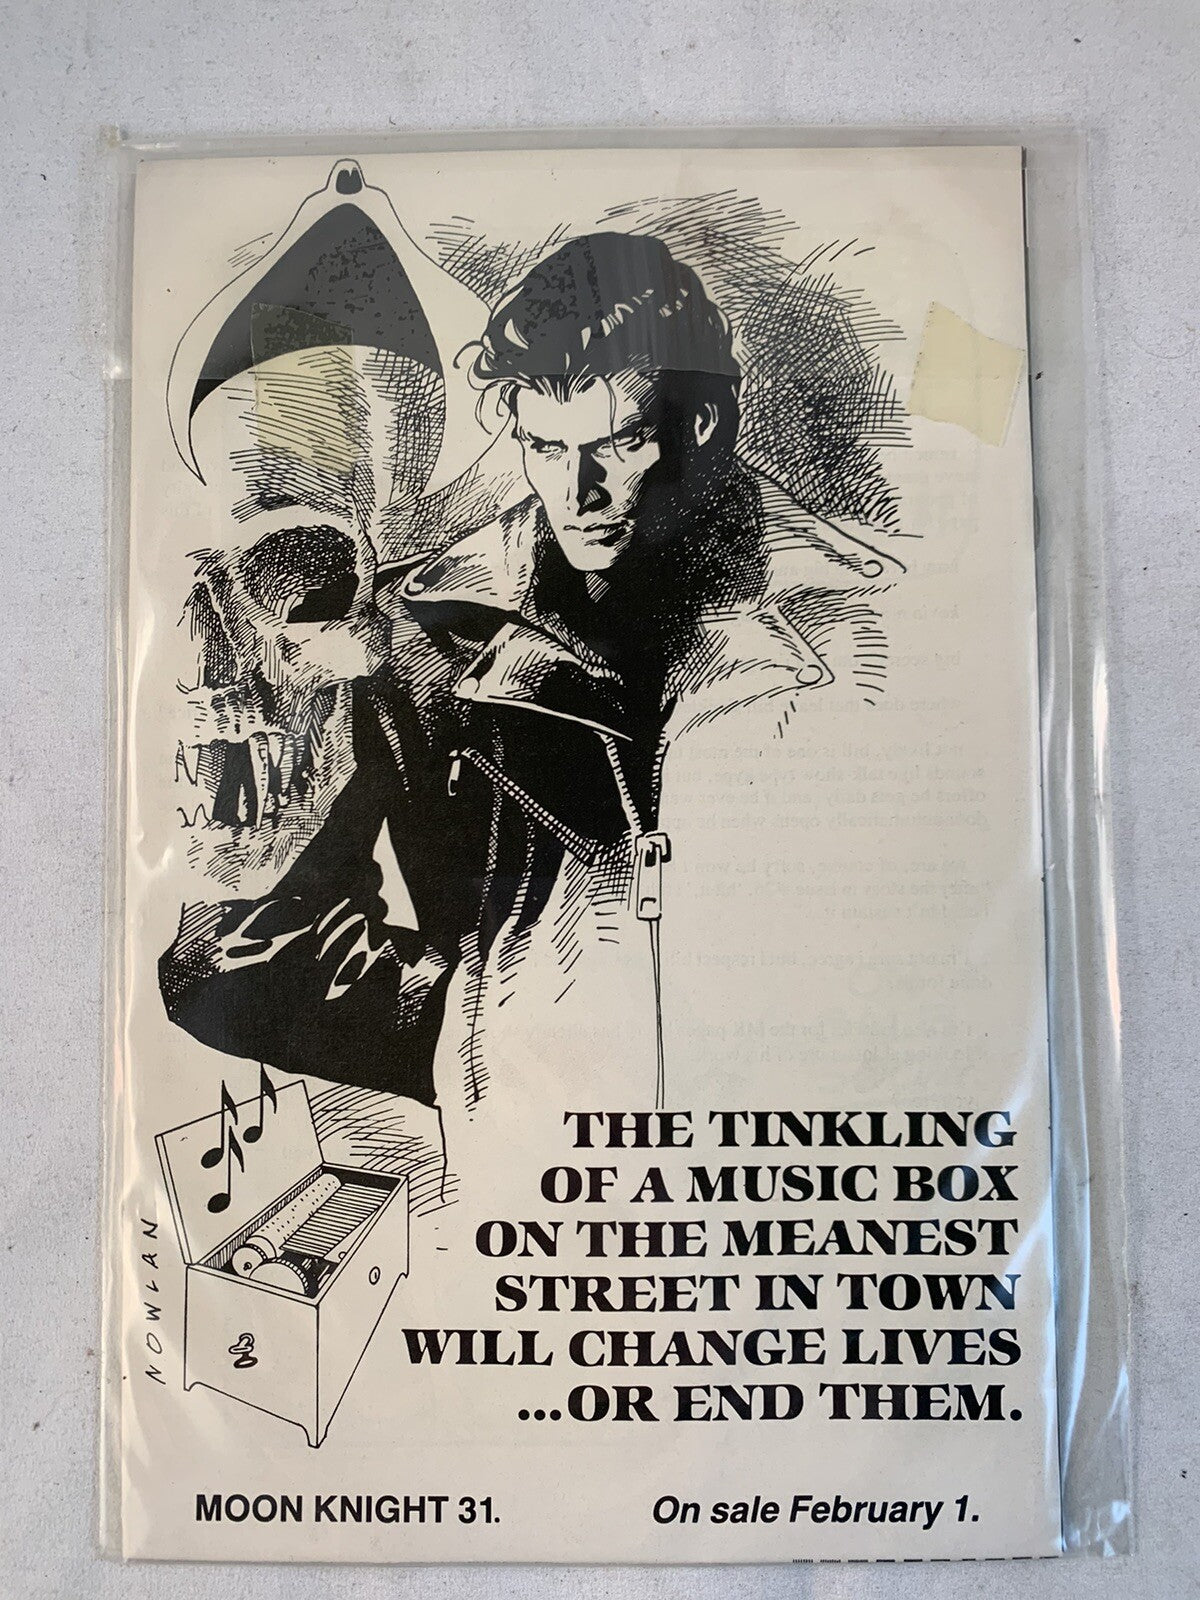 THE TINKLING
OF A MUSIC BOX
ON THE MEANEST
STREET IN TOWN
WILL CHANGE LIVES
...OR END THEM.
NOWLAN
MOON KNIGHT 31.
On sale February 1.